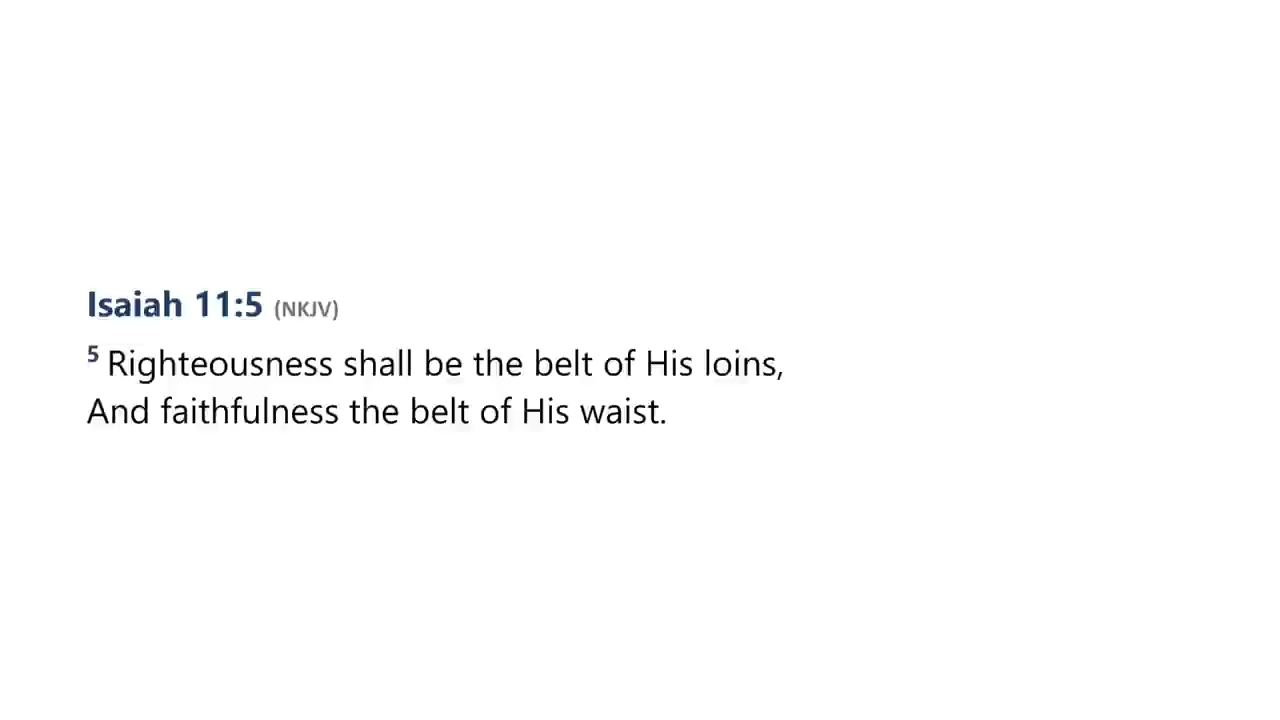 Isaiah 11:5 (NKJV)
5 Righteousness shall be the belt of His loins,
And faithfulness the belt of His waist.